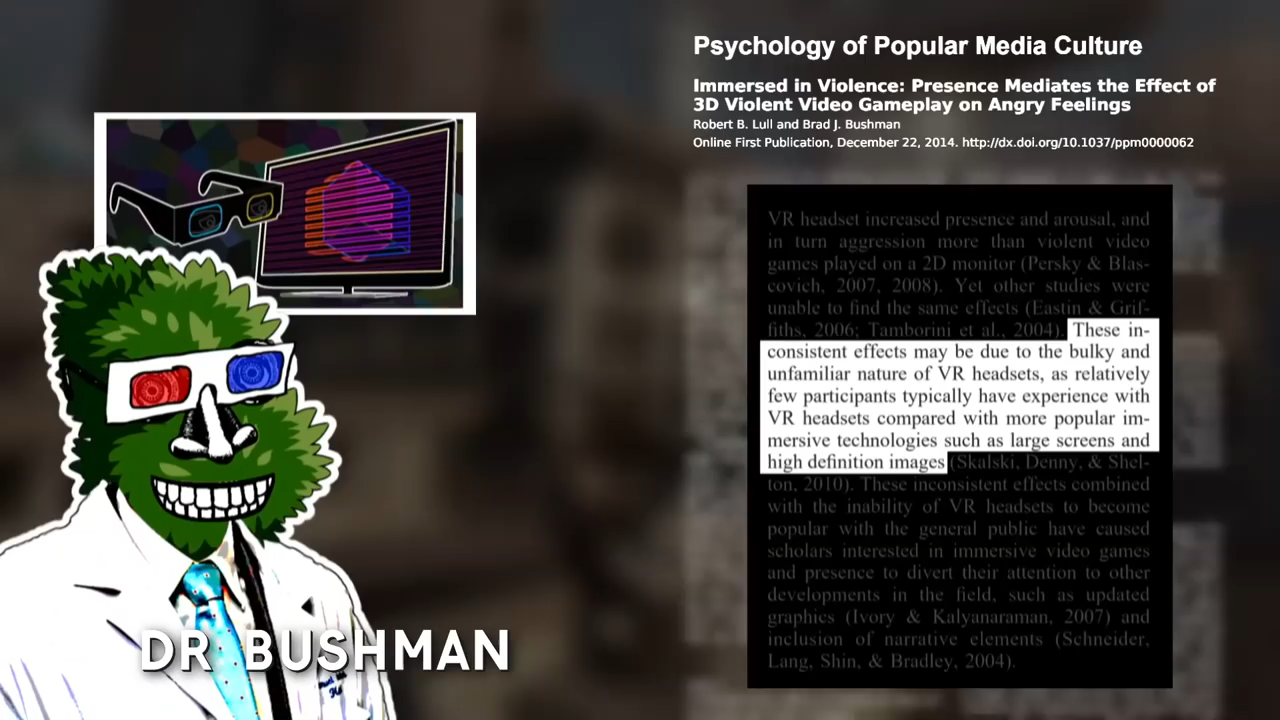 Psychology of Popular Media Culture
Immersed in Violence: Presence Mediates the Effect of
3D Violent Video Gameplay on Angry Feelings
Robert B. Lull and Brad J. Bushman
Online First Publication, December 22, 2014. http://dx.doi.org/10.1037/ppm0000062
VR headset increased presence and arousal, and
in turn aggression more than violent video
games played on a 2D monitor (Persky & Blas-
covich, 2007, 2008). Yet other studies were
unable to find the same effects (Eastin & Grif-
fiths, 2006; Tamborini et al., 2004). These in-
consistent effects may be due to the bulky and
unfamiliar nature of VR headsets, as relatively
few participants typically have experience with
VR headsets compared with more popular im-
mersive technologies such as large screens and
high definition images (Skalski, Denny, & Shel-
ton, 2010). These inconsistent effects combined
with the inability of VR headsets to become
popular with the general public have caused
scholars interested in immersive video games
and presence to divert their attention to other
developments in the field, such as updated
graphics (Ivory & Kalyanaraman, 2007) and
inclusion of narrative elements (Schneider,
Lang, Shin, & Bradley, 2004).
DR BUSHMAN